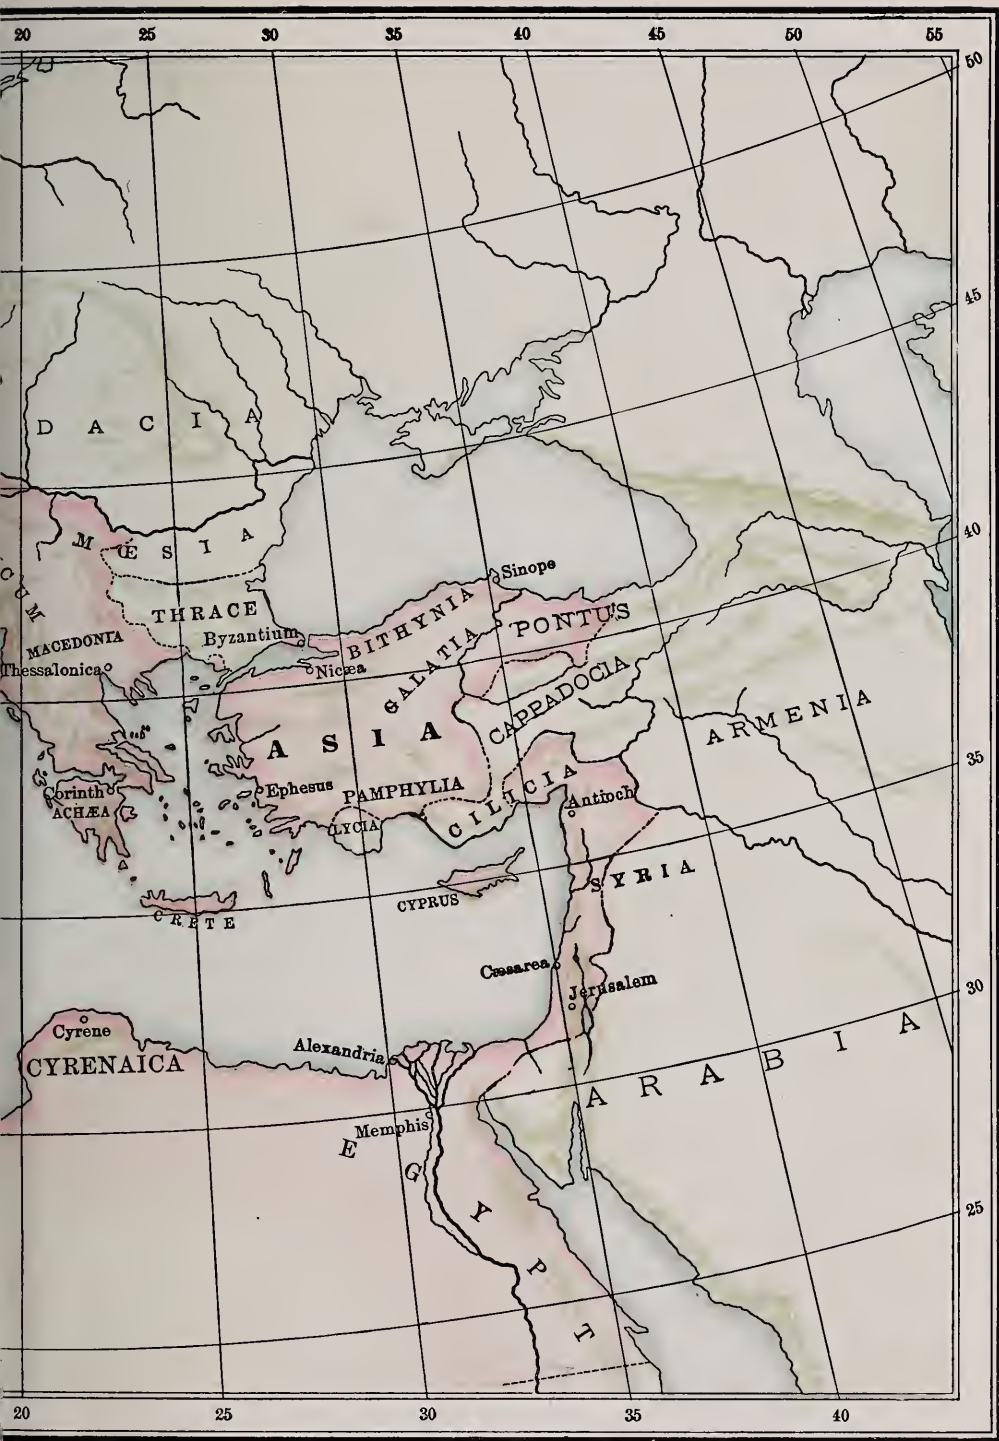 20 25 30 35 40 45 50 55
50
45
DACIA
MŒSIA
40
Sinope
THRACE
BITHYNIA
PONTUS
MACEDONIA
Byzantium
GALATIA
Thessalonica
Nicæa
CAPPADOCIA
ARMENIA
ASIA
35
Ephesus
PAMPHYLIA
CILICIA
Corinth
ACHÆA
LYCIA
Antioch
SYRIA
CYPRUS
CRETE
Cæsarea
Jerusalem
30
Cyrene
CYRENAICA
Alexandria
ARABIA
Memphis
EGYPT
25
20 25 30 35 40